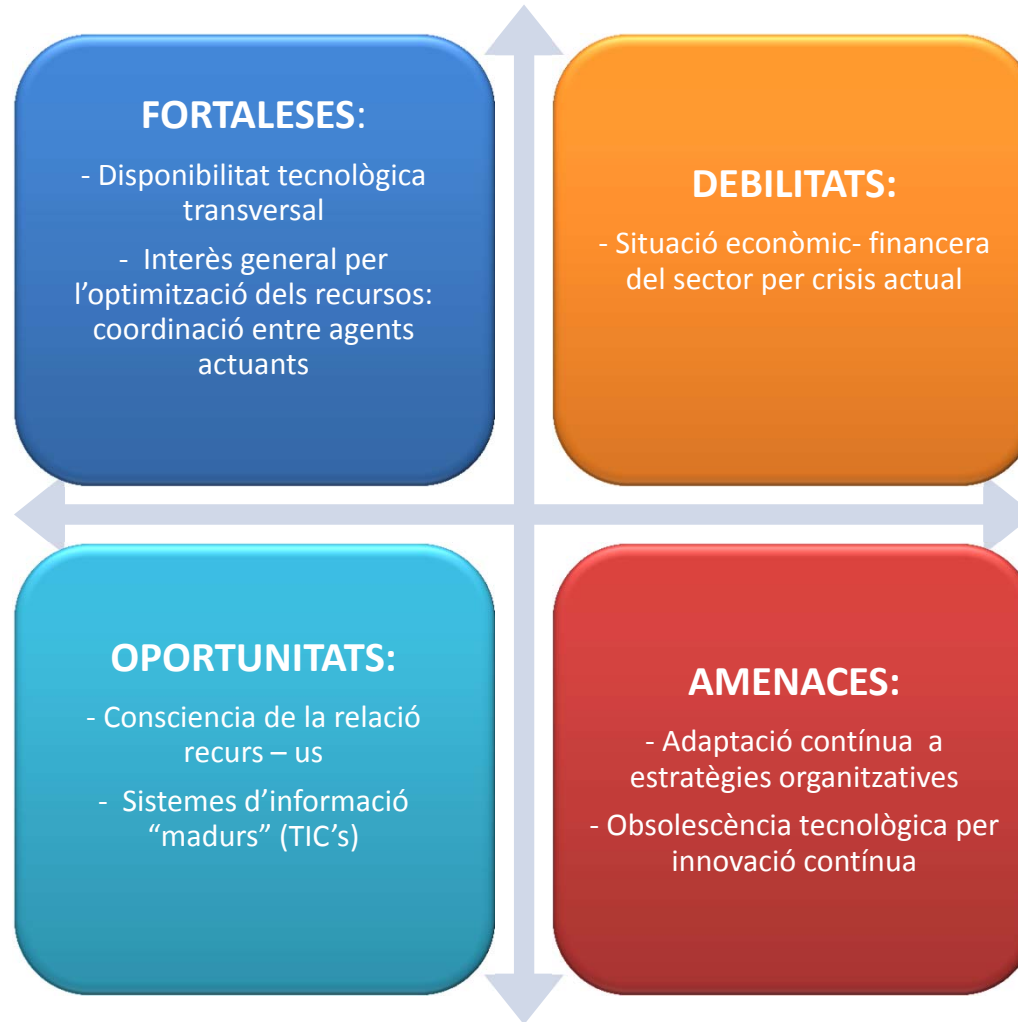 FORTALESES:
- Disponibilitat tecnològica
transversal
- Interès general per
l’optimització dels recursos:
coordinació entre agents
actuants
DEBILITATS:
- Situació econòmic- financera
del sector per crisis actual
OPORTUNITATS:
- Consciencia de la relació
recurs – us
- Sistemes d’informació
“madurs” (TIC’s)
AMENACES:
- Adaptació contínua a
estratègies organitzatives
- Obsolescència tecnològica per
innovació contínua